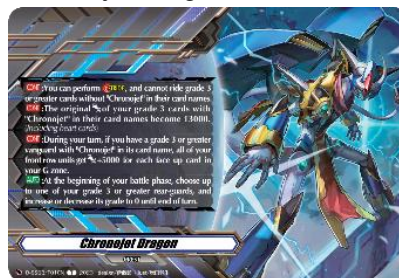 CONT :You can perform and cannot ride grade 3
or greater cards without "Chronojet" in their card names.
CONT :The original of your grade 3 cards with
"Chronojet" in their card names become 13000.
(Including heart cards)
CONT :During your turn, if you have a grade 3 or greater
vanguard with "Chronojet" in its card name, all of your
front row units get +5000 for each face up card in
your G zone.
AUTO :At the beginning of your battle phase, choose up
to one of your grade 3 or greater rear-guards, and
increase or decrease its grade to 0 until end of turn.
Chronojet Dragon